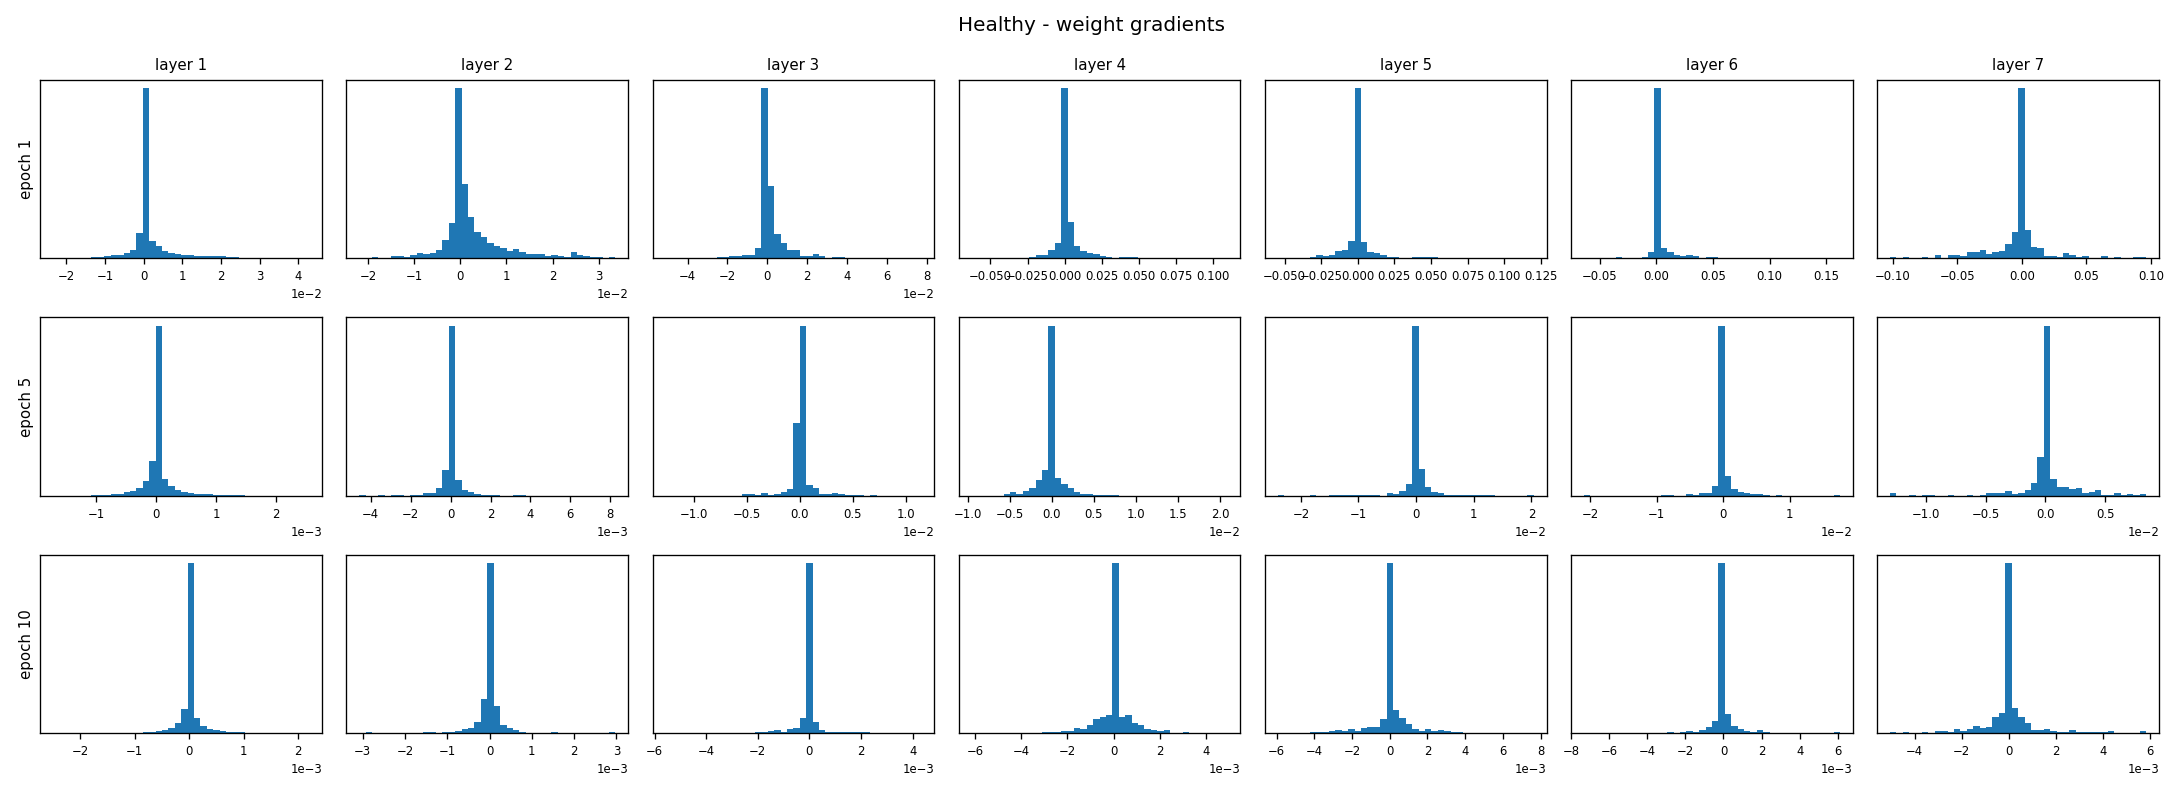 Healthy - weight gradients
layer 1 layer 2 layer 3 layer 4 layer 5 layer 6 layer 7
epoch 1
−2 −1 0 1 2 3 4
1e−2
−2 −1 0 1 2 3
1e−2
−4 −2 0 2 4 6 8
1e−2
−0.050 −0.025 0.000 0.025 0.050 0.075 0.100
−0.050 −0.025 0.000 0.025 0.050 0.075 0.100 0.125
−0.05 0.00 0.05 0.10 0.15
−0.10 −0.05 0.00 0.05 0.10
epoch 5
−1 0 1 2
1e−3
−4 −2 0 2 4 6 8
1e−3
−1.0 −0.5 0.0 0.5 1.0
1e−2
−1.0 −0.5 0.0 0.5 1.0 1.5 2.0
1e−2
−2 −1 0 1 2
1e−2
−2 −1 0 1
1e−2
−1.0 −0.5 0.0 0.5
1e−2
epoch 10
−2 −1 0 1 2
1e−3
−3 −2 −1 0 1 2 3
1e−3
−6 −4 −2 0 2 4
1e−3
−6 −4 −2 0 2 4
1e−3
−6 −4 −2 0 2 4 6 8
1e−3
−8 −6 −4 −2 0 2 4 6
1e−3
−4 −2 0 2 4 6
1e−3